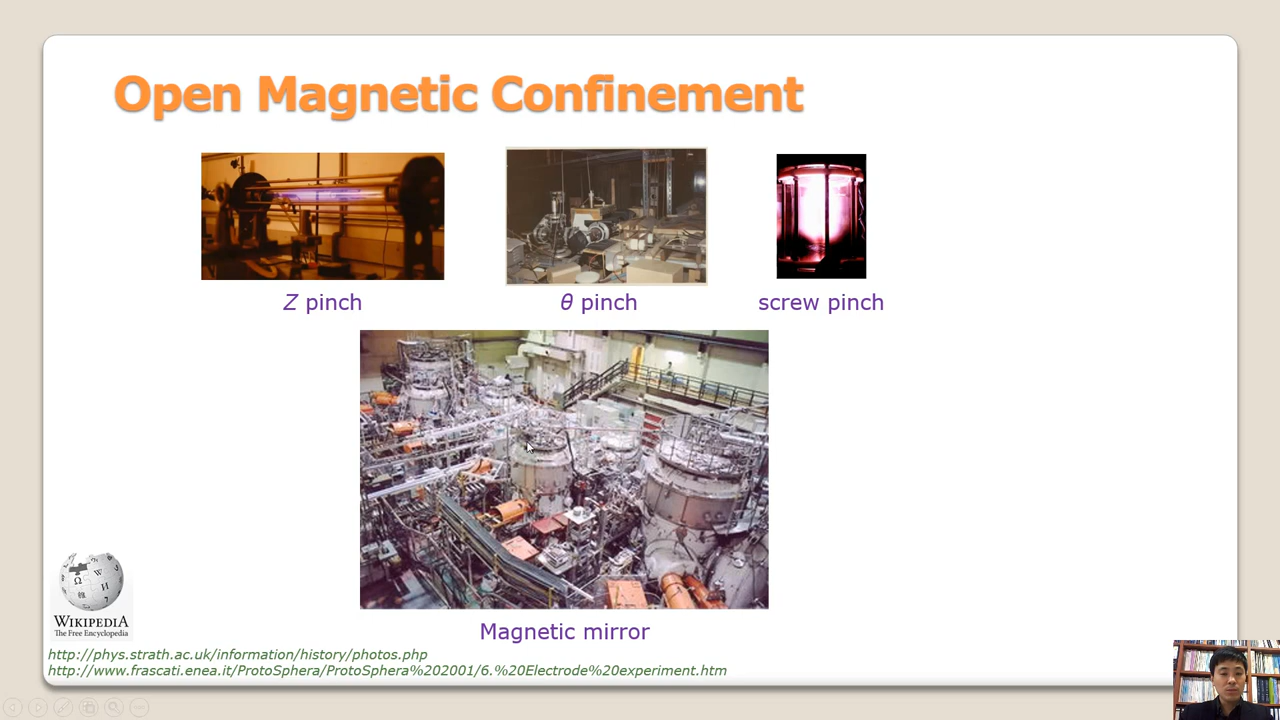 Open Magnetic Confinement
Z pinch
θ pinch
screw pinch
Magnetic mirror
WIKIPEDIA
The Free Encyclopedia
http://phys.strath.ac.uk/information/history/photos.php
http://www.frascati.enea.it/ProtoSphera/ProtoSphera%202001/6.%20Electrode%20experiment.htm